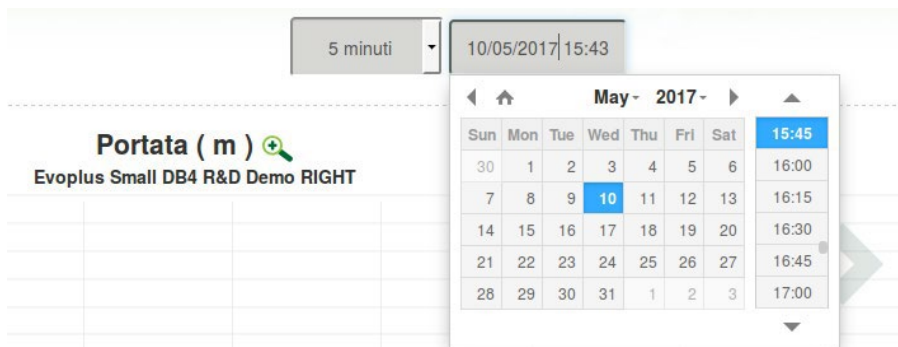 5 minuti
10/05/2017 15:43
May 2017
Sun Mon Tue Wed Thu Fri Sat
30 1 2 3 4 5 6
7 8 9 10 11 12 13
14 15 16 17 18 19 20
21 22 23 24 25 26 27
28 29 30 31 1 2 3
15:45
16:00
16:15
16:30
16:45
17:00
Portata ( m )
Evoplus Small DB4 R&D Demo RIGHT